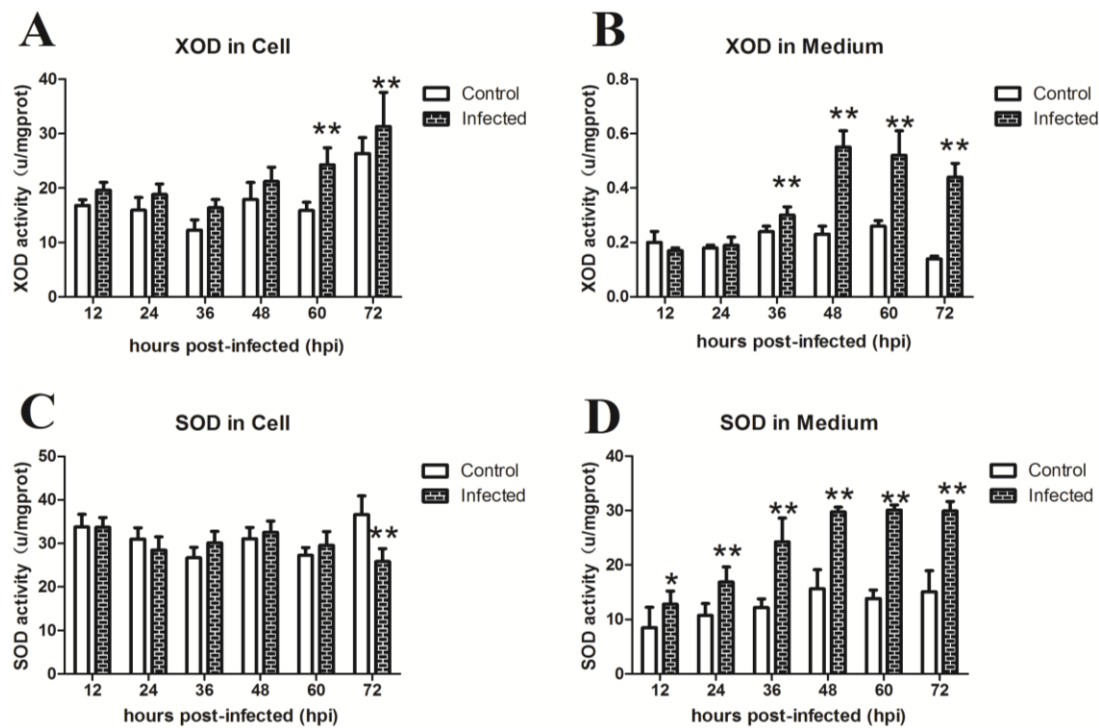 A
XOD in Cell
XOD activity（u/mgprot)
40
30
20
10
0
**
**
Control
Infected
12 24 36 48 60 72
hours post-infected (hpi)
B
XOD in Medium
XOD activity（u/mgprot)
0.8
0.6
0.4
0.2
0.0
**
**
**
**
Control
Infected
12 24 36 48 60 72
hours post-infected (hpi)
C
SOD in Cell
SOD activity（u/mgprot)
50
40
30
20
10
0
**
Control
Infected
12 24 36 48 60 72
hours post-infected (hpi)
D
SOD in Medium
SOD activity（u/mgprot)
40
30
20
10
0
*
**
**
**
**
**
Control
Infected
12 24 36 48 60 72
hours post-infected (hpi)